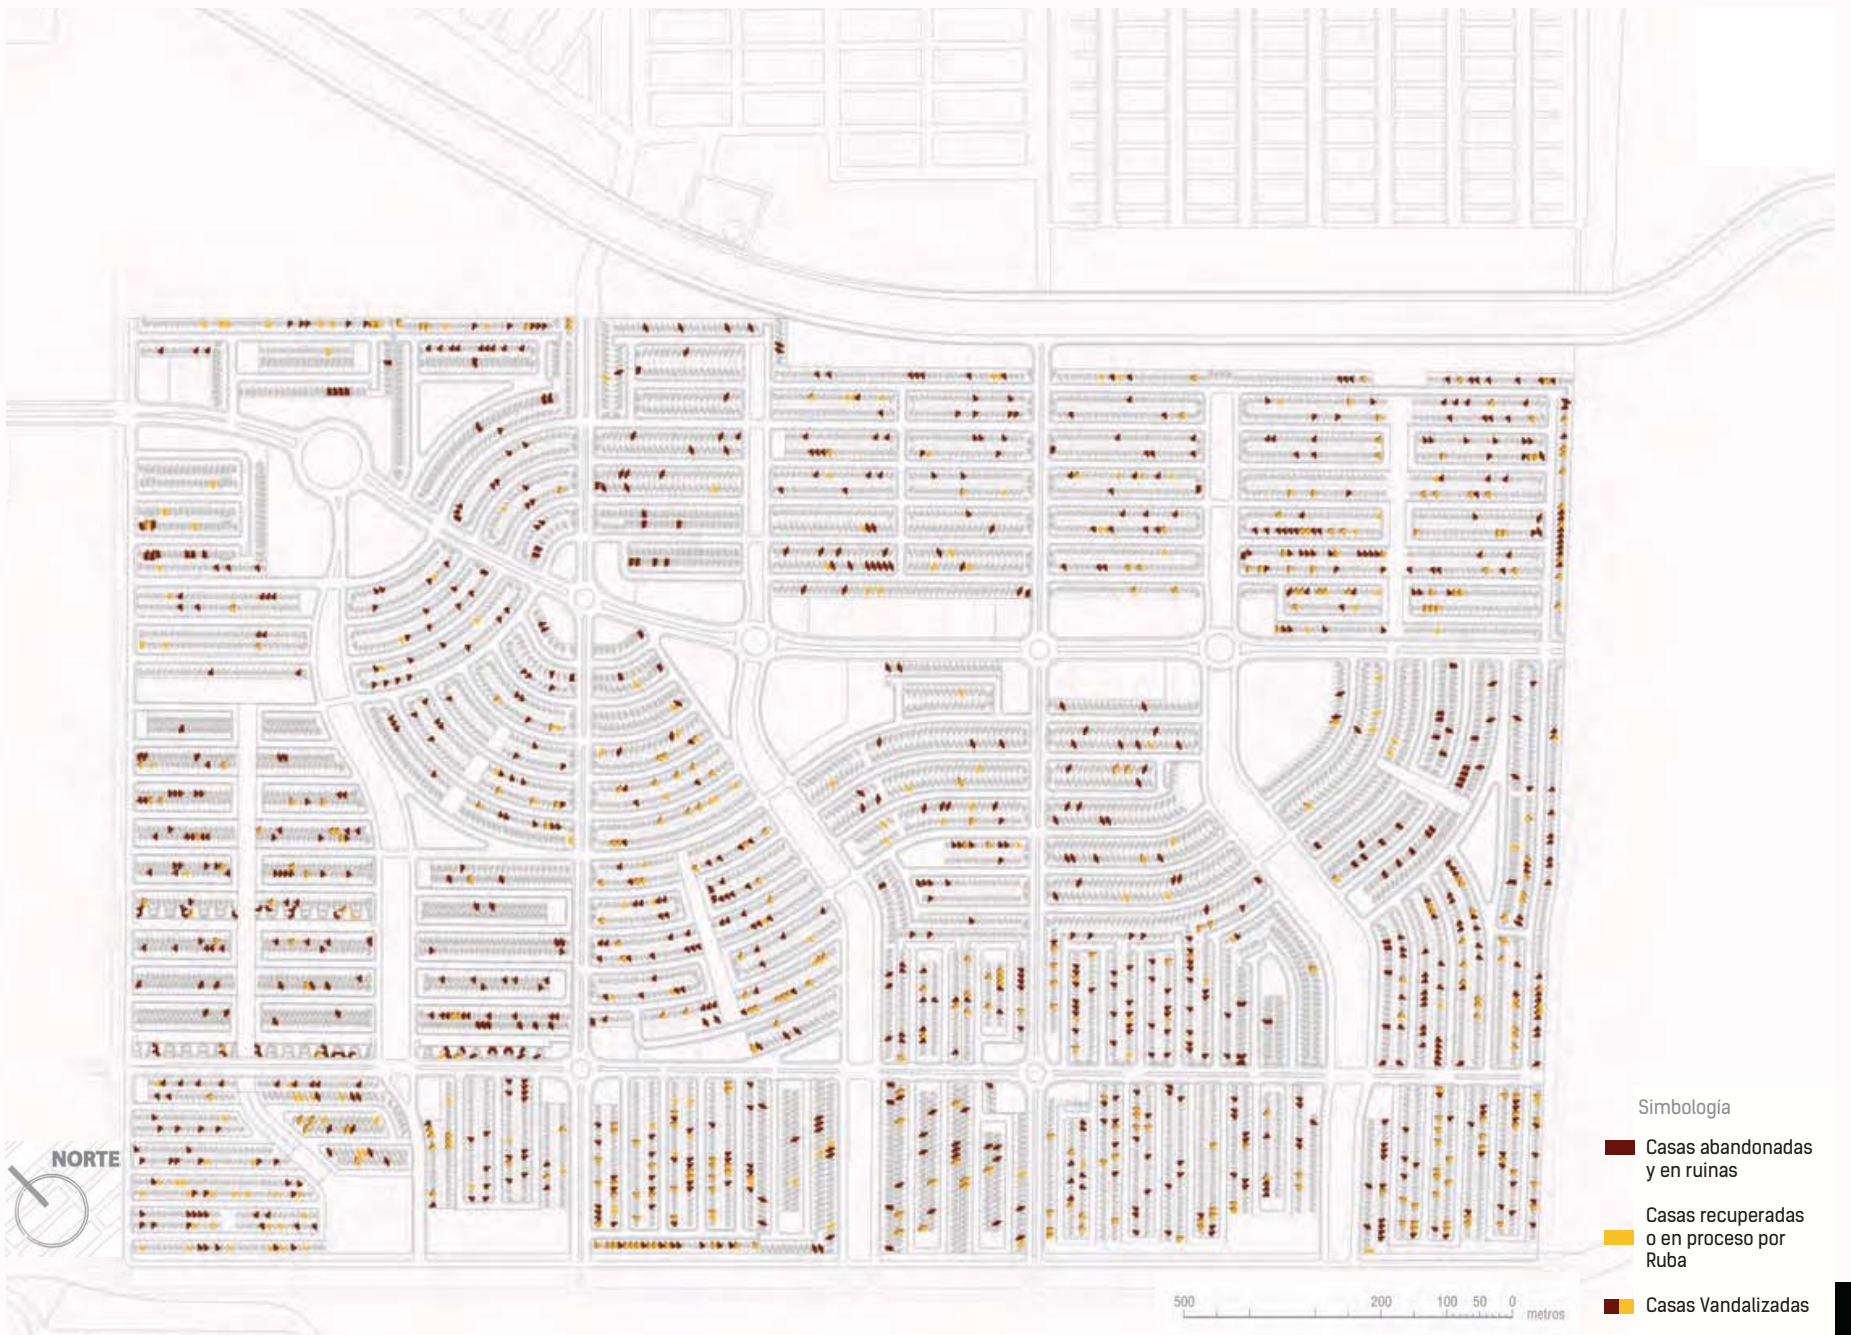 NORTE
Simbología
Casas abandonadas
y en ruinas
Casas recuperadas
o en proceso por
Ruba
Casas Vandalizadas
500 200 100 50 0
metros